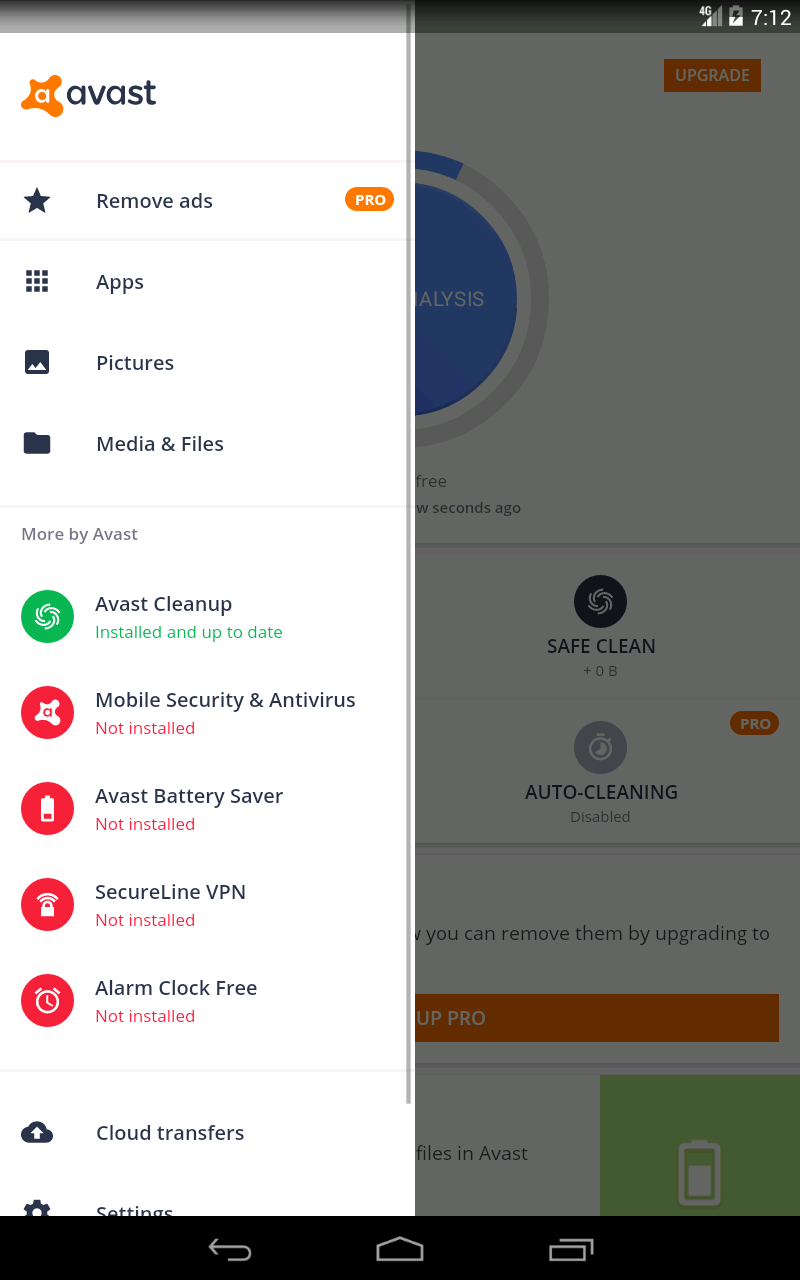 4G 7:12
avast
UPGRADE
Remove ads PRO
Apps
Pictures
Media & Files
More by Avast
Avast Cleanup
Installed and up to date
Mobile Security & Antivirus
Not installed
Avast Battery Saver
Not installed
SecureLine VPN
Not installed
Alarm Clock Free
Not installed
Cloud transfers
Settings
free
seconds ago
SAFE CLEAN
+ 0 B
PRO
AUTO-CLEANING
Disabled
you can remove them by upgrading to
UP PRO
files in Avast